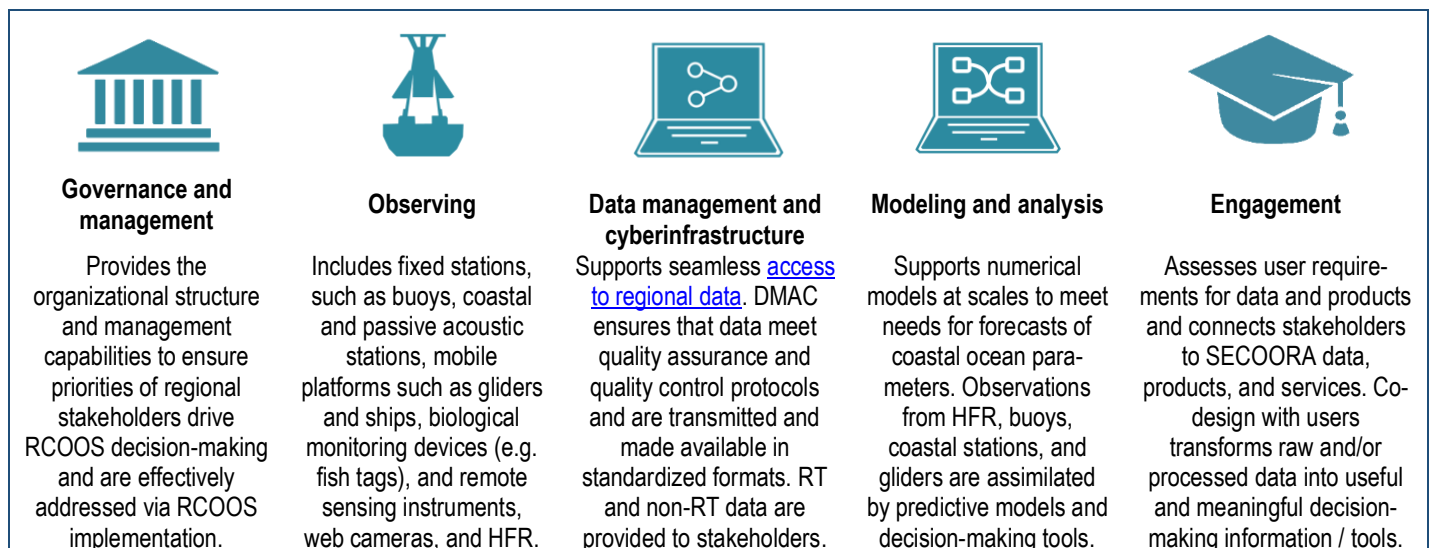 Governance and
management
Provides the
organizational structure
and management
capabilities to ensure
priorities of regional
stakeholders drive
RCOOS decision-making
and are effectively
addressed via RCOOS
implementation.
Observing
Includes fixed stations,
such as buoys, coastal
and passive acoustic
stations, mobile
platforms such as gliders
and ships, biological
monitoring devices (e.g.
fish tags), and remote
sensing instruments,
web cameras, and HFR.
Data management and
cyberinfrastructure
Supports seamless access
to regional data. DMAC
ensures that data meet
quality assurance and
quality control protocols
and are transmitted and
made available in
standardized formats. RT
and non-RT data are
provided to stakeholders.
Modeling and analysis
Supports numerical
models at scales to meet
needs for forecasts of
coastal ocean para-
meters. Observations
from HFR, buoys,
coastal stations, and
gliders are assimilated
by predictive models and
decision-making tools.
Engagement
Assesses user require-
ments for data and products
and connects stakeholders
to SECOORA data,
products, and services. Co-
design with users
transforms raw and/or
processed data into useful
and meaningful decision-
making information / tools.